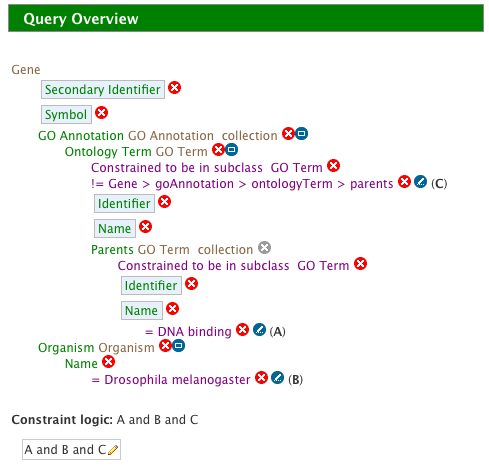 Query Overview
Gene
Secondary Identifier
Symbol
GO Annotation GO Annotation collection
Ontology Term GO Term
Constrained to be in subclass GO Term
!= Gene > goAnnotation > ontologyTerm > parents (C)
Identifier
Name
Parents GO Term collection
Constrained to be in subclass GO Term
Identifier
Name
= DNA binding (A)
Organism Organism
Name
= Drosophila melanogaster (B)
Constraint logic: A and B and C
A and B and C